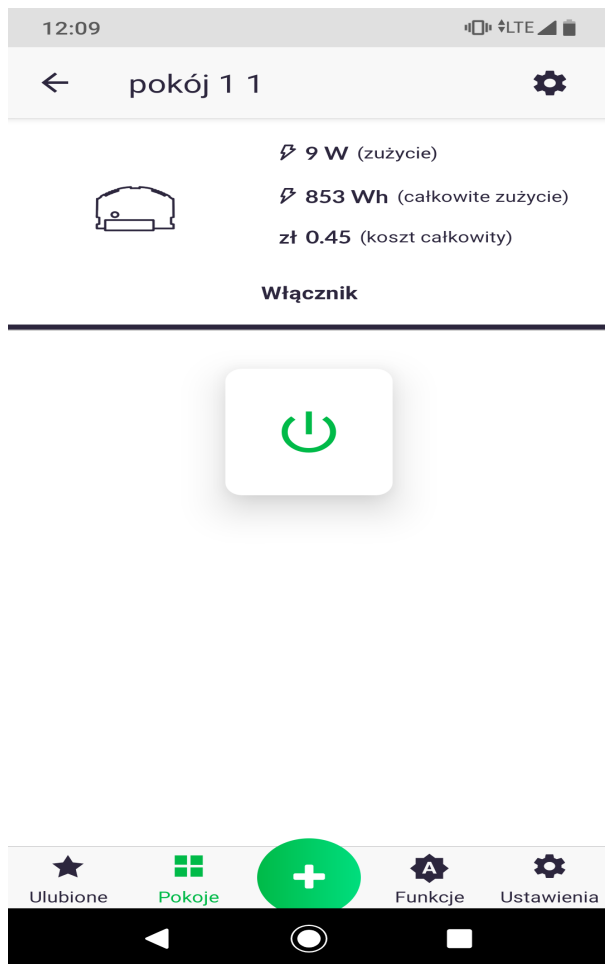 12:09 LTE
pokój 1 1
9 W (zużycie)
853 Wh (całkowite zużycie)
zł 0.45 (koszt całkowity)
Włącznik
A
Ulubione Pokoje Funkcje Ustawienia